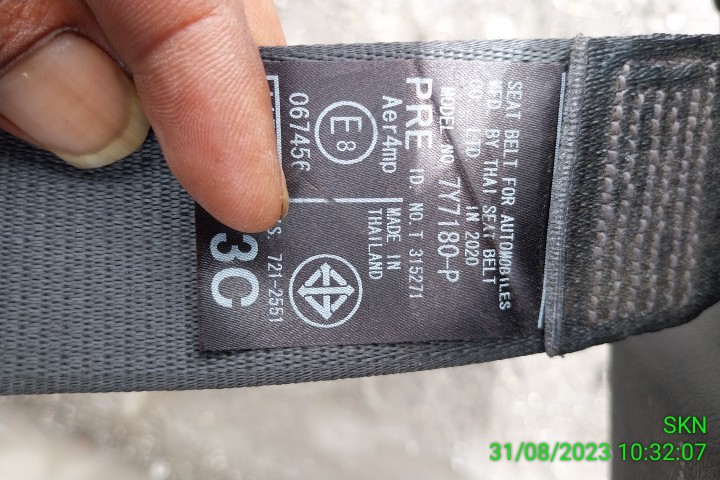 SEAT BELT FOR AUTOMOBILES
MFD. BY THAI SEAT BELT
CO. LTD IN 2020
MODEL NO. 7Y7180-P
PRE ID. NO. T 315271
Aer4mp MADE IN
THAILAND
E8
067456
721-2551
3C
SKN
31/08/2023 10:32:07